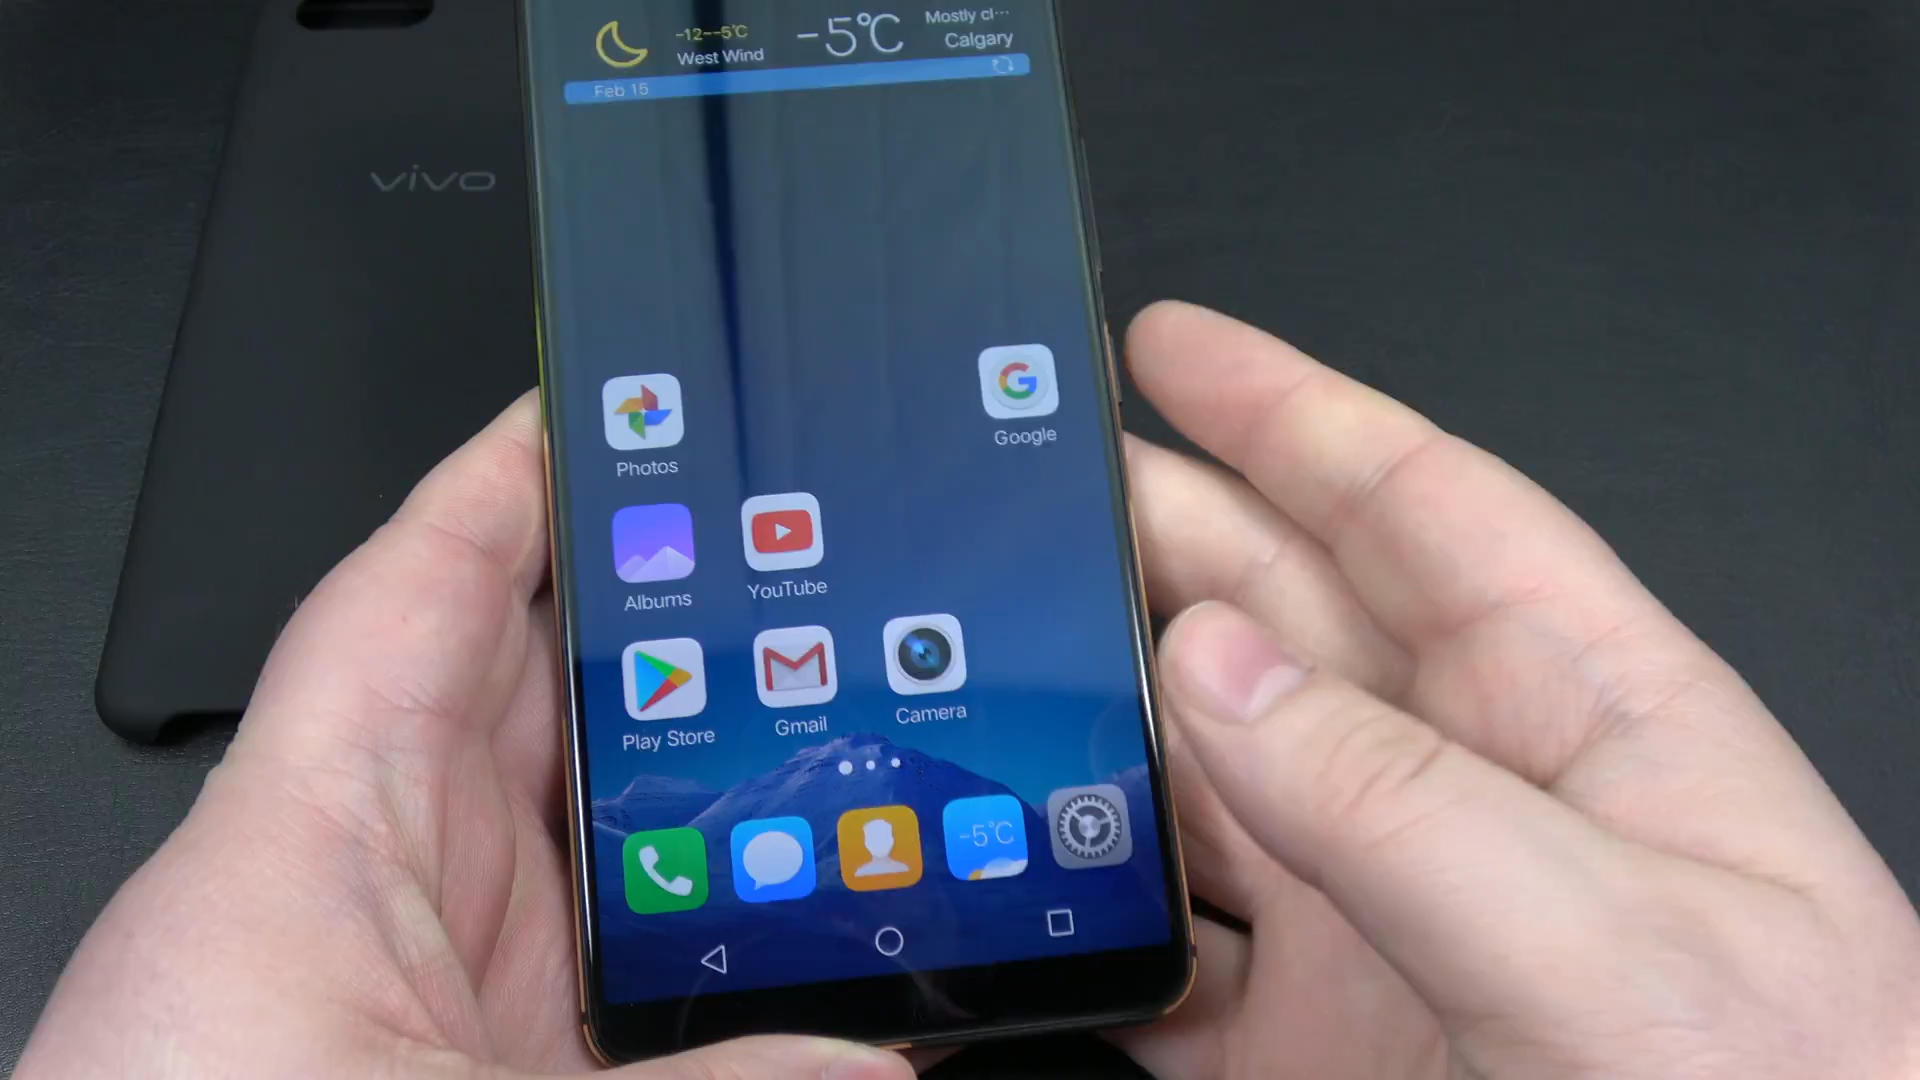 -12~-5℃
West Wind
-5℃
Mostly cl…
Calgary
Feb 15
vivo
Photos
Google
Albums
YouTube
Play Store
Gmail
Camera
-5℃